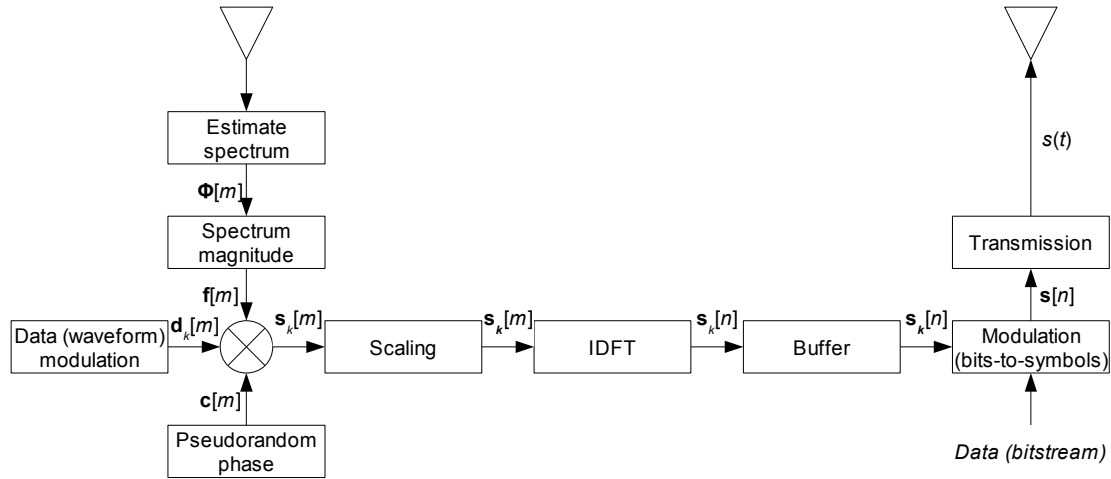 Estimate
spectrum
s(t)
Φ[m]
Spectrum
magnitude
Transmission
f[m]
s[n]
Data (waveform)
modulation
d_k[m]
s_k[m]
Scaling
s_k[m]
IDFT
s_k[n]
Buffer
s_k[n]
Modulation
(bits-to-symbols)
c[m]
Pseudorandom
phase
Data (bitstream)